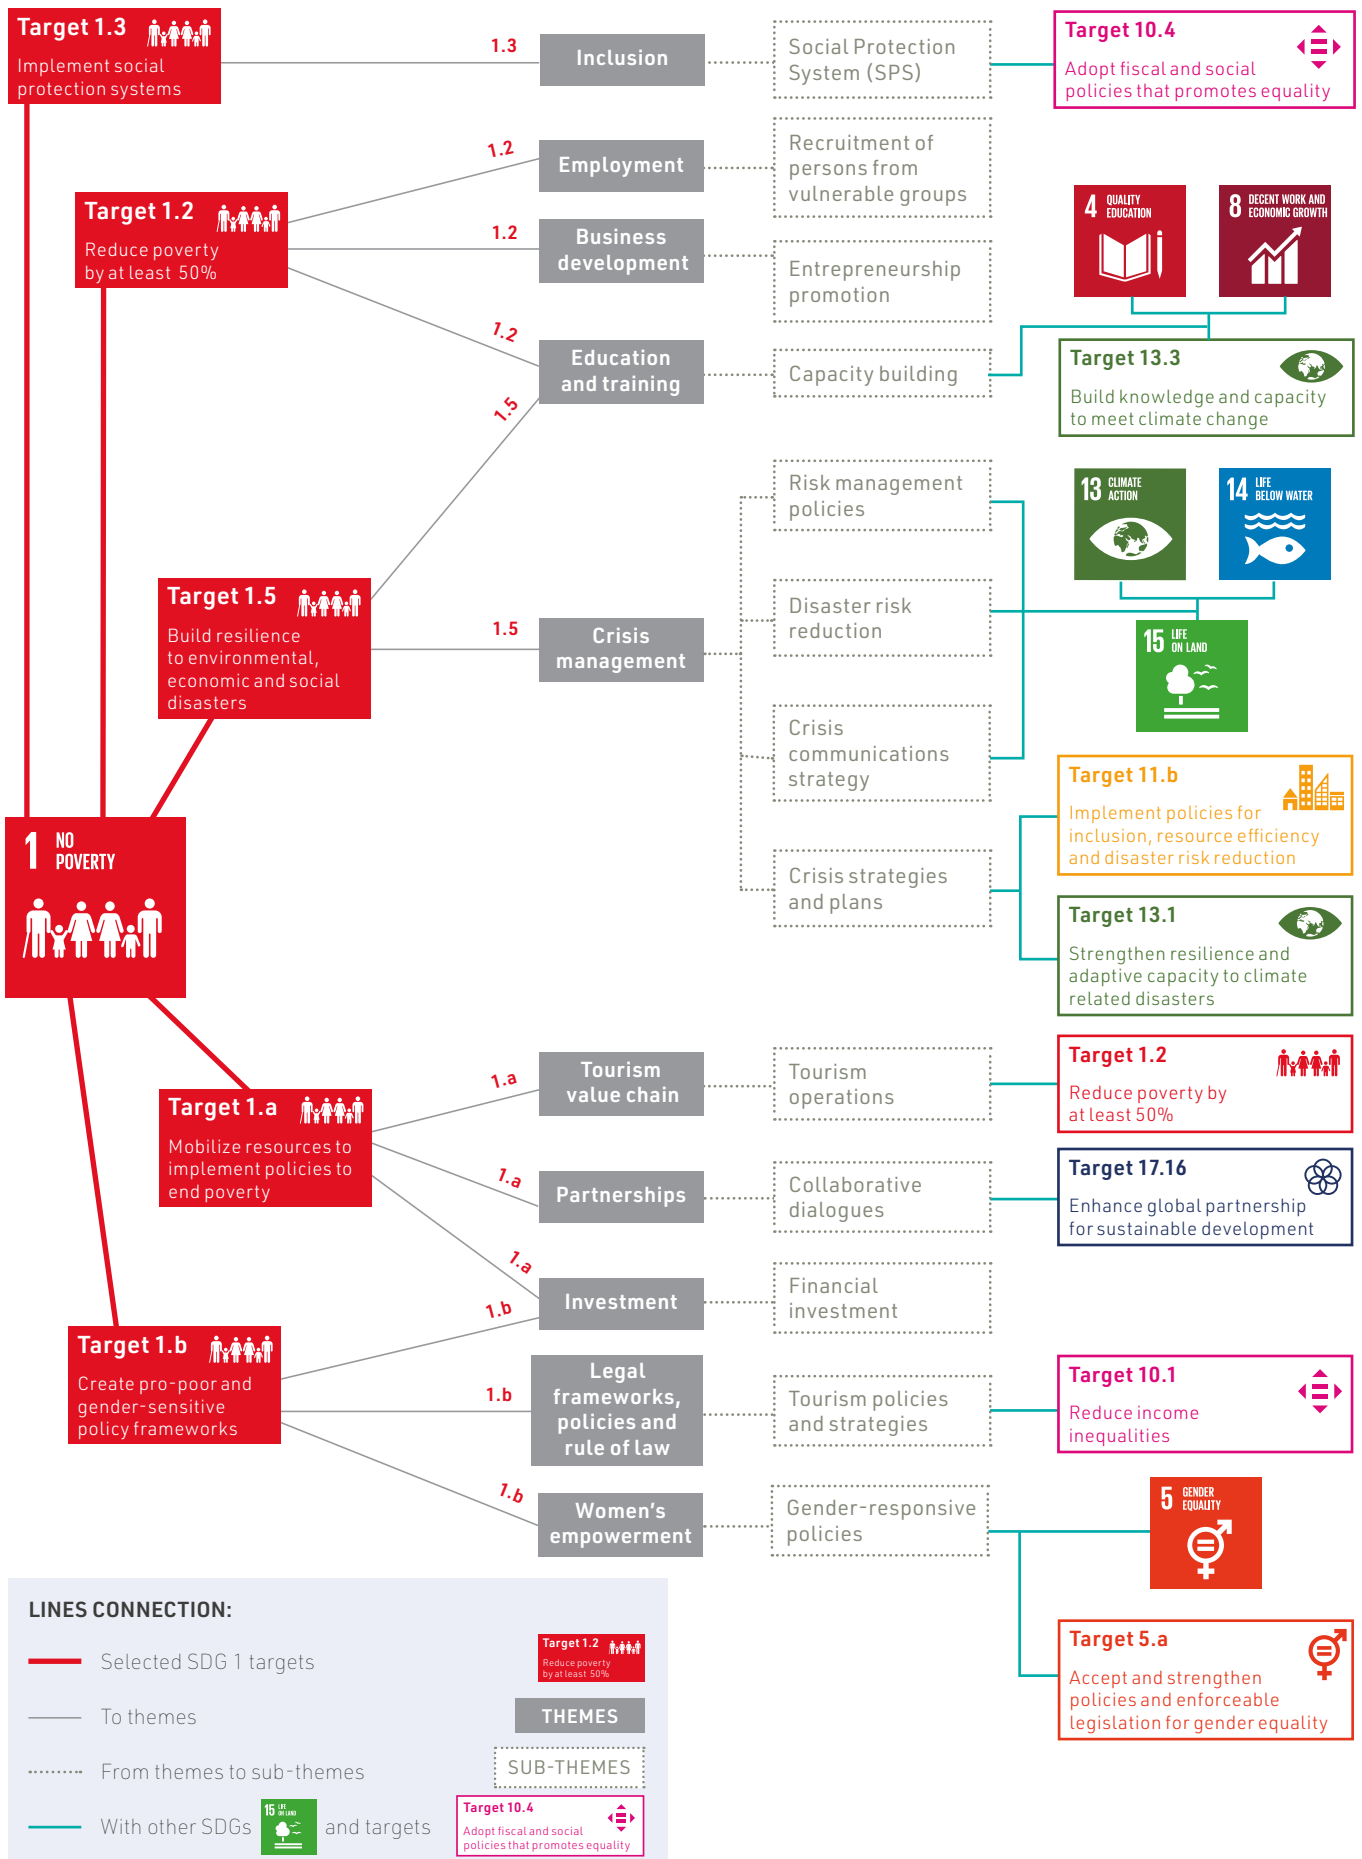 Target 1.3
Implement social
protection systems
1.3
Inclusion
Social Protection
System (SPS)
Target 10.4
Adopt fiscal and social
policies that promotes equality
Target 1.2
Reduce poverty
by at least 50%
1.2
Employment
Recruitment of
persons from
vulnerable groups
1.2
Business
development
Entrepreneurship
promotion
1.2
Education
and training
Capacity building
4 QUALITY
EDUCATION
8 DECENT WORK AND
ECONOMIC GROWTH
Target 13.3
Build knowledge and capacity
to meet climate change
1.5
Target 1.5
Build resilience
to environmental,
economic and social
disasters
1.5
Crisis
management
Risk management
policies
Disaster risk
reduction
Crisis
communications
strategy
Crisis strategies
and plans
13 CLIMATE
ACTION
14 LIFE
BELOW WATER
15 LIFE
ON LAND
Target 11.b
Implement policies for
inclusion, resource efficiency
and disaster risk reduction
Target 13.1
Strengthen resilience and
adaptive capacity to climate
related disasters
1 NO
POVERTY
Target 1.a
Mobilize resources to
implement policies to
end poverty
1.a
Tourism
value chain
Tourism
operations
Target 1.2
Reduce poverty by
at least 50%
1.a
Partnerships
Collaborative
dialogues
Target 17.16
Enhance global partnership
for sustainable development
1.a
1.b
Investment
Financial
investment
Target 1.b
Create pro-poor and
gender-sensitive
policy frameworks
1.b
Legal
frameworks,
policies and
rule of law
Tourism policies
and strategies
Target 10.1
Reduce income
inequalities
1.b
Women's
empowerment
Gender-responsive
policies
5 GENDER
EQUALITY
Target 5.a
Accept and strengthen
policies and enforceable
legislation for gender equality
LINES CONNECTION:
Selected SDG 1 targets
Target 1.2
Reduce poverty
by at least 50%
To themes
THEMES
From themes to sub-themes
SUB-THEMES
With other SDGs
15 LIFE
ON LAND
and targets
Target 10.4
Adopt fiscal and social
policies that promotes equality